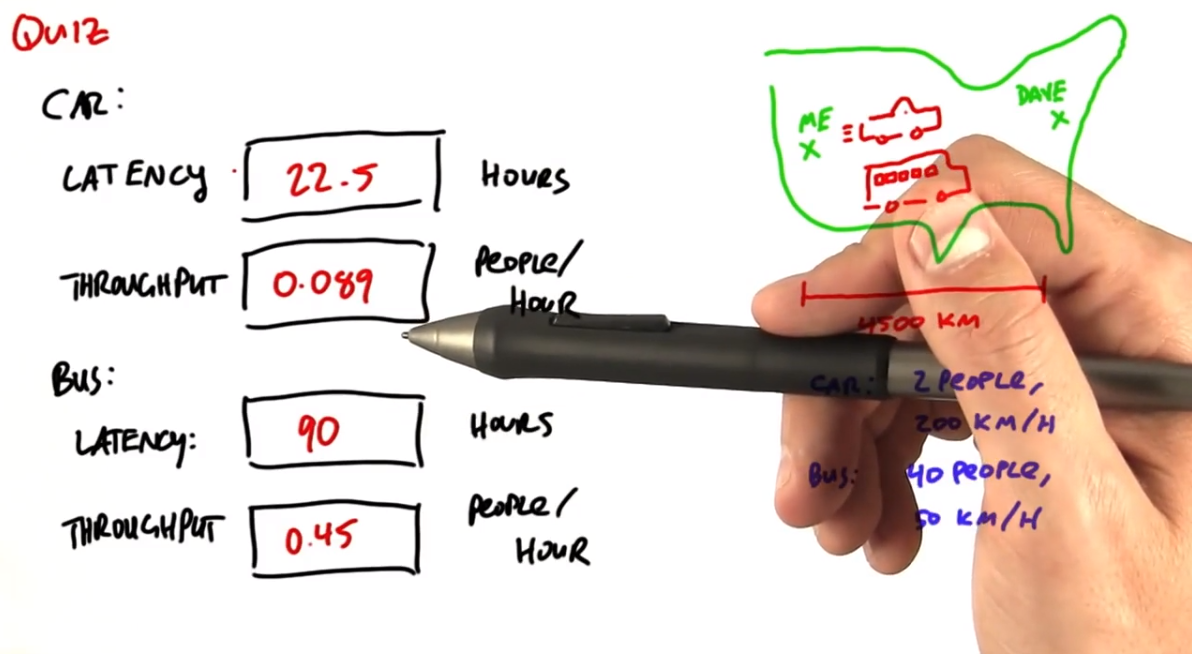 QUIZ
CAR:
LATENCY 22.5 HOURS
THROUGHPUT 0.089 PEOPLE/
HOUR
BUS:
LATENCY: 90 HOURS
THROUGHPUT 0.45 PEOPLE/
HOUR
ME
X
DAVE
X
4500 KM
CAR: 2 PEOPLE,
200 KM/H
BUS: 40 PEOPLE,
50 KM/H